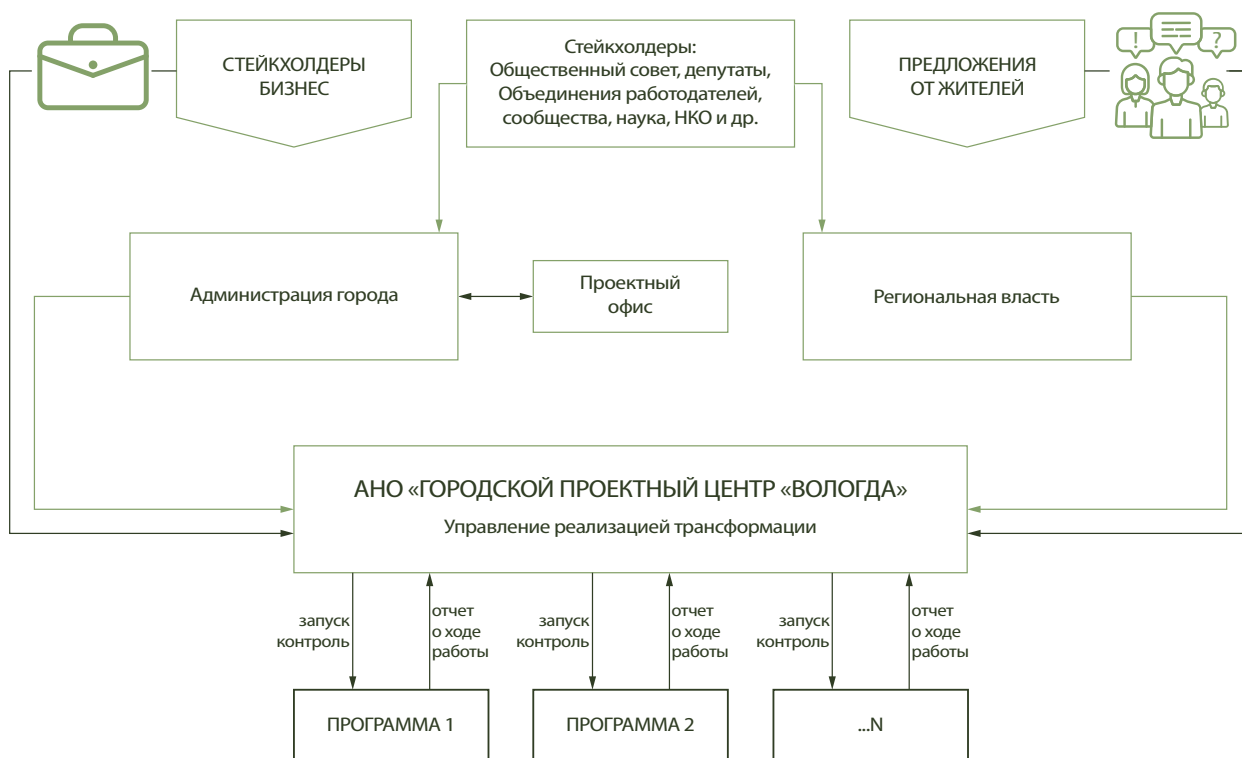 СТЕЙКХОЛДЕРЫ
БИЗНЕС
Стейкхолдеры:
Общественный совет, депутаты,
Объединения работодателей,
сообщества, наука, НКО и др.
ПРЕДЛОЖЕНИЯ
ОТ ЖИТЕЛЕЙ
!
?
Администрация города
Проектный
офис
Региональная власть
АНО «ГОРОДСКОЙ ПРОЕКТНЫЙ ЦЕНТР «ВОЛОГДА»
Управление реализацией трансформации
запуск
контроль
отчет
о ходе
работы
запуск
контроль
отчет
о ходе
работы
запуск
контроль
отчет
о ходе
работы
ПРОГРАММА 1
ПРОГРАММА 2
...N